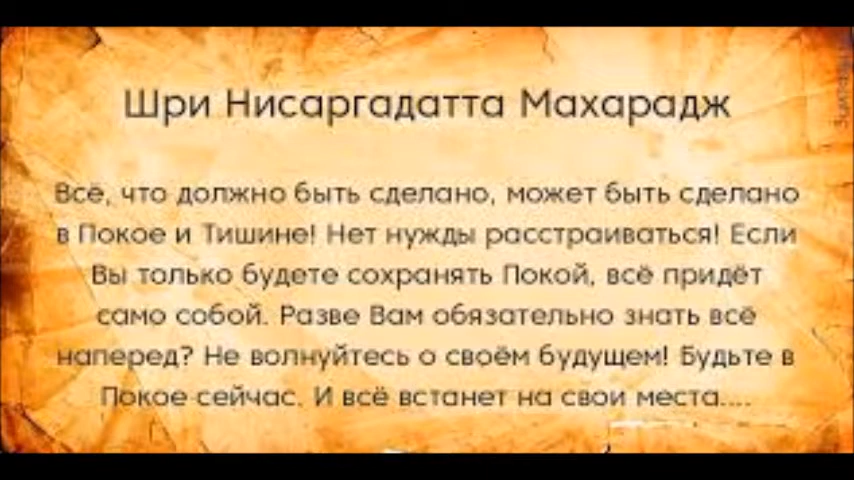 Шри Нисаргадатта Махарадж
Всё, что должно быть сделано, может быть сделано
в Покое и Тишине! Нет нужды расстраиваться! Если
Вы только будете сохранять Покой, всё придёт
само собой. Разве Вам обязательно знать всё
наперед? Не волнуйтесь о своём будущем! Будьте в
Покое сейчас. И всё встанет на свои места....